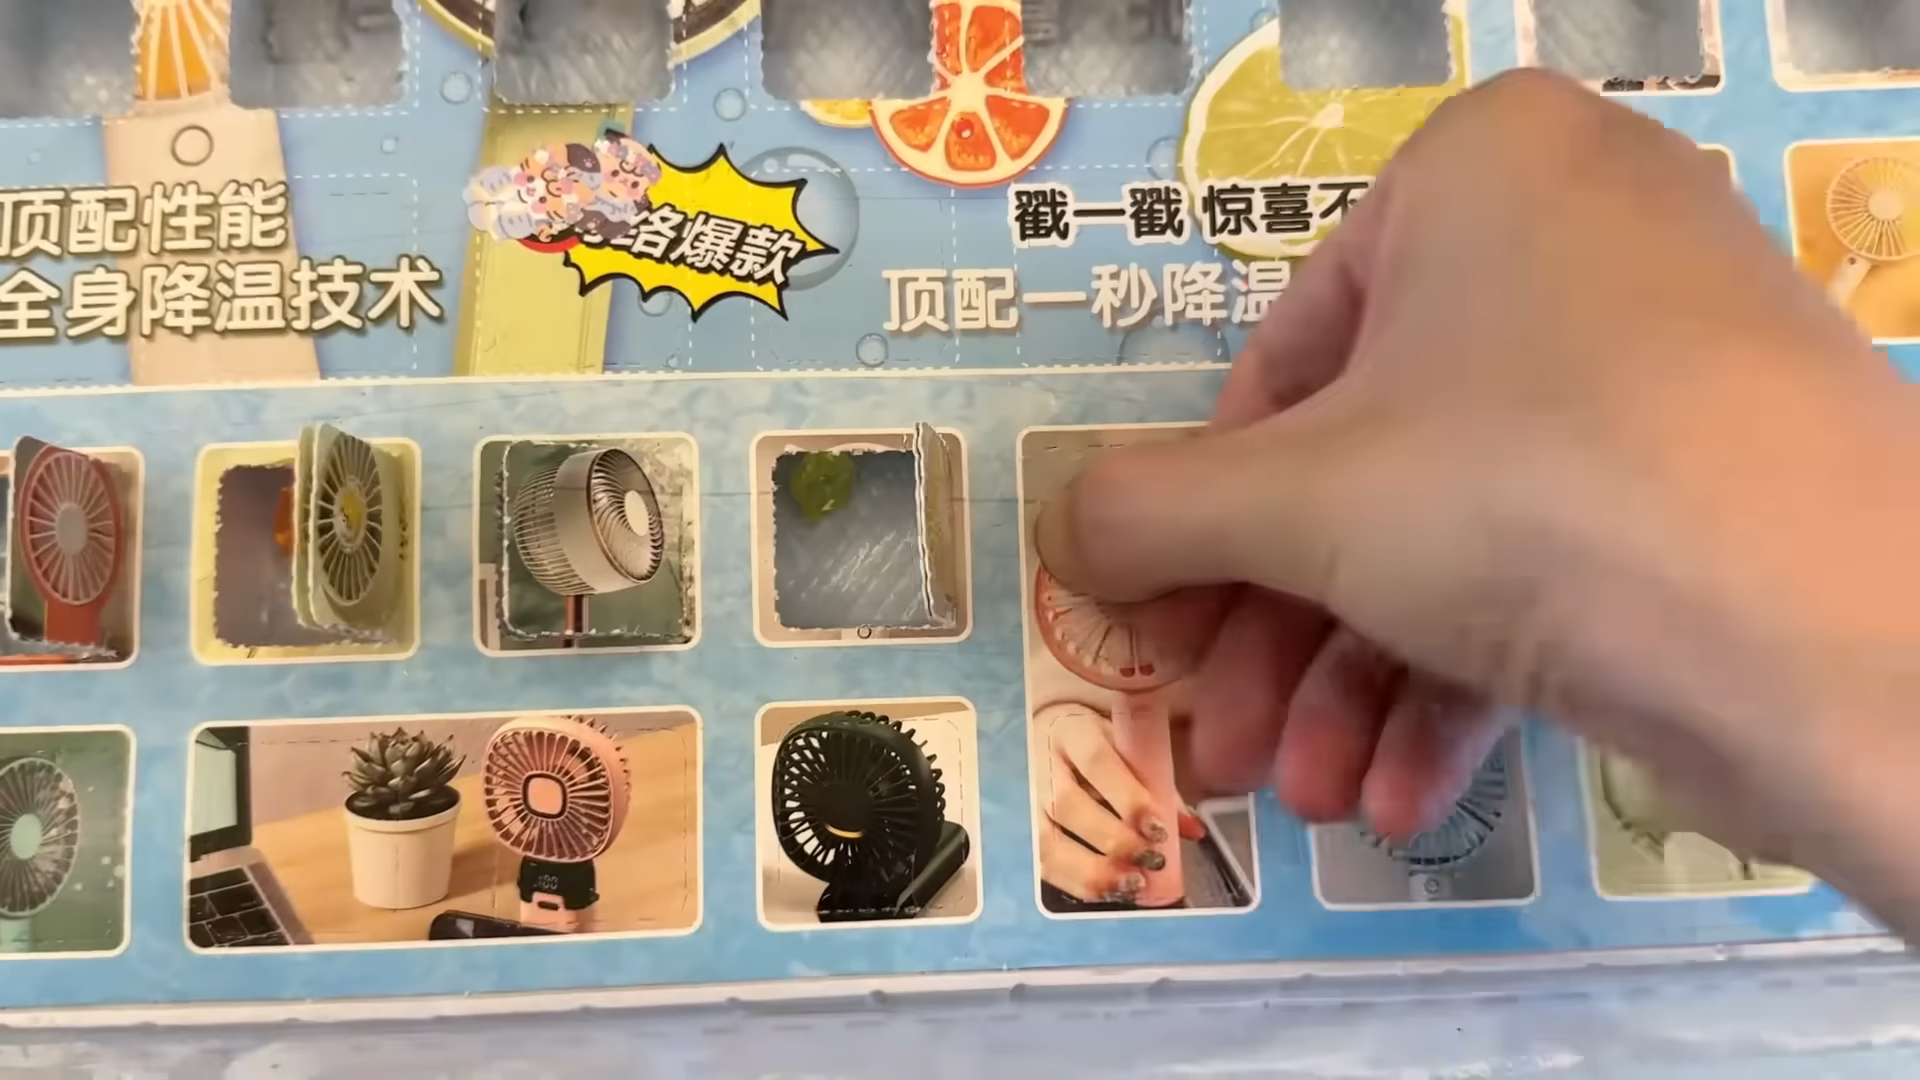 顶配性能
全身降温技术
络爆款
戳一戳 惊喜不
顶配一秒降温